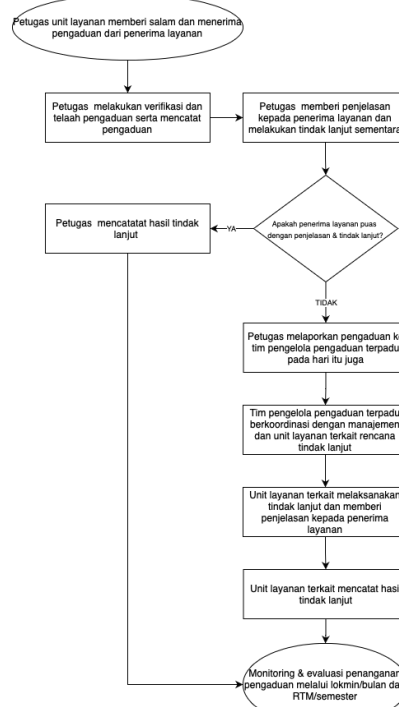 Petugas unit layanan memberi salam dan menerima
pengaduan dari penerima layanan
Petugas melakukan verifikasi dan
telaah pengaduan serta mencatat
pengaduan
Petugas memberi penjelasan
kepada penerima layanan dan
melakukan tindak lanjut sementara
Apakah penerima layanan puas
dengan penjelasan & tindak lanjut?
YA
Petugas mencatatat hasil tindak
lanjut
TIDAK
Petugas melaporkan pengaduan ke
tim pengelola pengaduan terpadu
pada hari itu juga
Tim pengelola pengaduan terpadu
berkoordinasi dengan manajemen
dan unit layanan terkait rencana
tindak lanjut
Unit layanan terkait melaksanakan
tindak lanjut dan memberi
penjelasan kepada penerima
layanan
Unit layanan terkait mencatat hasil
tindak lanjut
Monitoring & evaluasi penanganan
pengaduan melalui lokmin/bulan da
RTM/semester